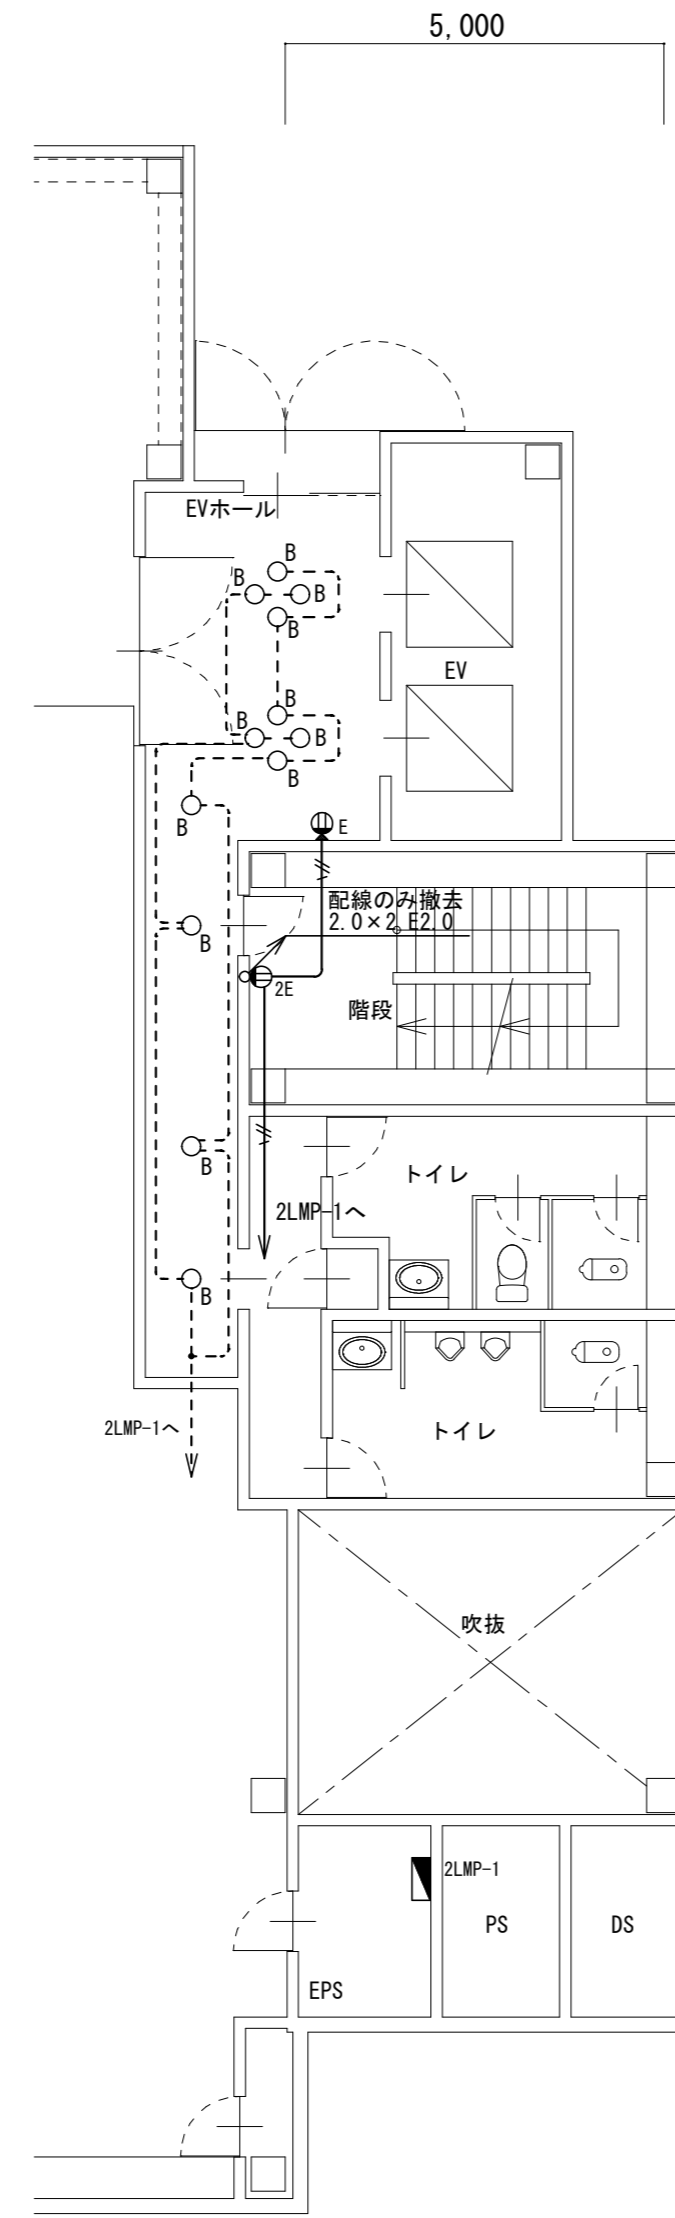 5,000
EVホール
B
B
B
B
EV
B
B
B
B
B
E
配線のみ撤去
2.0×2 E2.0
B
2E
階段
B
トイレ
2LMP-1へ
B
2LMP-1へ
トイレ
吹抜
2LMP-1
PS
DS
EPS